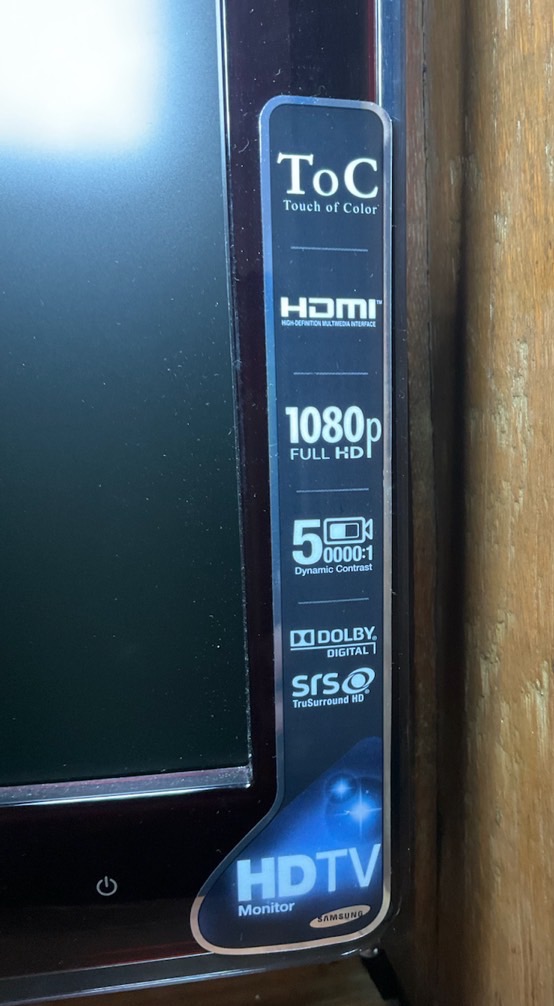 ToC
Touch of Color
HDMI™
HIGH-DEFINITION MULTIMEDIA INTERFACE
1080p
FULL HD
50000:1
Dynamic Contrast
DOLBY®
DIGITAL
SRS®
TruSurround HD
HDTV
Monitor
SAMSUNG